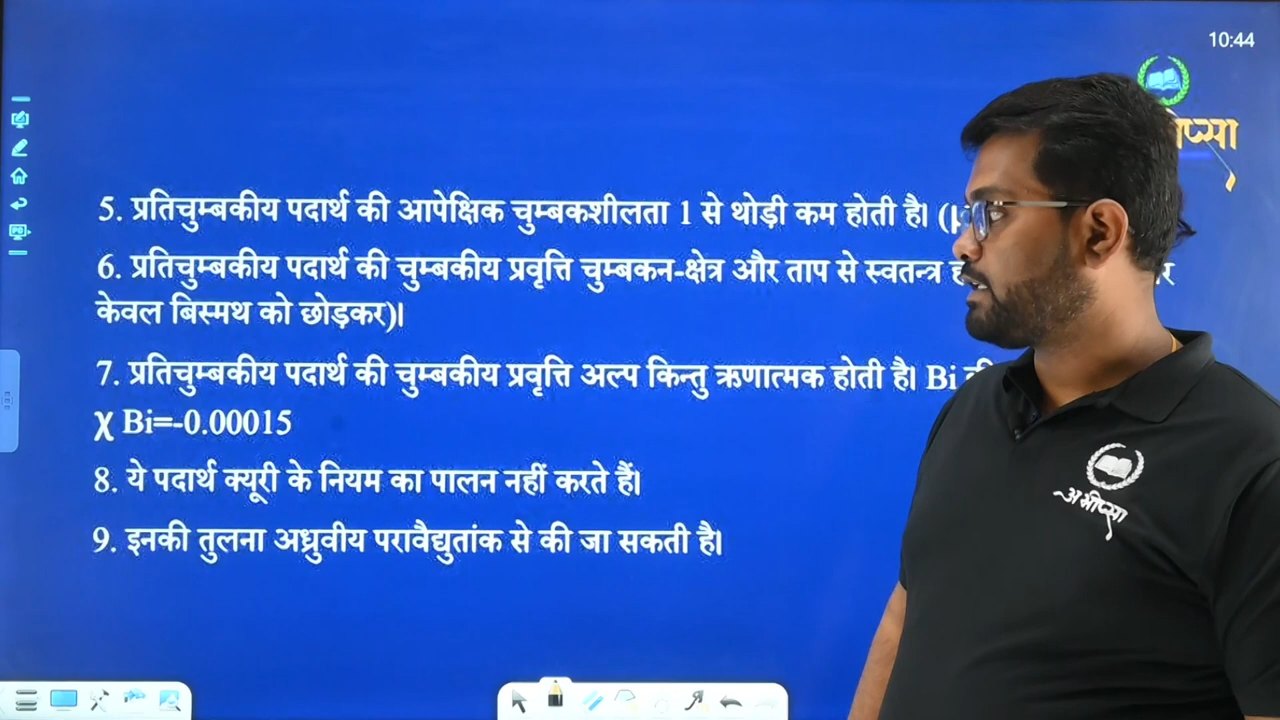 10:44
5. प्रतिचुम्बकीय पदार्थ की आपेक्षिक चुम्बकशीलता 1 से थोड़ी कम होती है। (μ
6. प्रतिचुम्बकीय पदार्थ की चुम्बकीय प्रवृत्ति चुम्बकन-क्षेत्र और ताप से स्वतन्त्र
केवल बिस्मथ को छोड़कर)।
7. प्रतिचुम्बकीय पदार्थ की चुम्बकीय प्रवृत्ति अल्प किन्तु ऋणात्मक होती है। Bi की
χ Bi=-0.00015
8. ये पदार्थ क्यूरी के नियम का पालन नहीं करते हैं।
9. इनकी तुलना अध्रुवीय परावैद्युतांक से की जा सकती है।
अभीप्सा